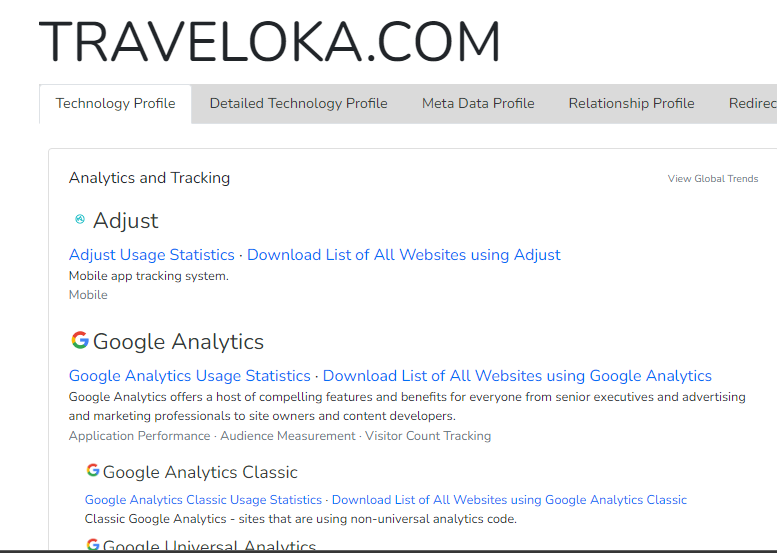 TRAVELOKA.COM
Technology Profile
Detailed Technology Profile
Meta Data Profile
Relationship Profile
Redirec
Analytics and Tracking
View Global Trends
Adjust
Adjust Usage Statistics · Download List of All Websites using Adjust
Mobile app tracking system.
Mobile
Google Analytics
Google Analytics Usage Statistics · Download List of All Websites using Google Analytics
Google Analytics offers a host of compelling features and benefits for everyone from senior executives and advertising
and marketing professionals to site owners and content developers.
Application Performance · Audience Measurement · Visitor Count Tracking
Google Analytics Classic
Google Analytics Classic Usage Statistics · Download List of All Websites using Google Analytics Classic
Classic Google Analytics - sites that are using non-universal analytics code.
Google Universal Analytics